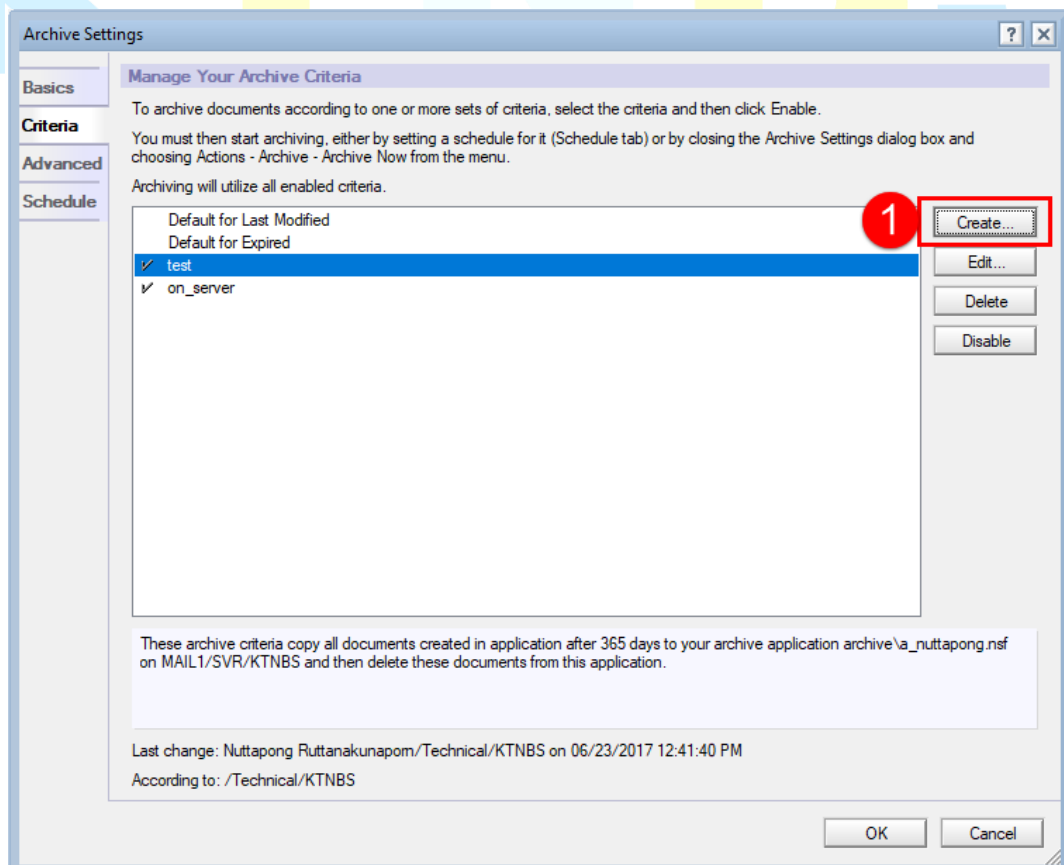 Archive Settings
Basics
Criteria
Advanced
Schedule
Manage Your Archive Criteria
To archive documents according to one or more sets of criteria, select the criteria and then click Enable.
You must then start archiving, either by setting a schedule for it (Schedule tab) or by closing the Archive Settings dialog box and
choosing Actions - Archive - Archive Now from the menu.
Archiving will utilize all enabled criteria.
Default for Last Modified
Default for Expired
test
on_server
1
Create...
Edit...
Delete
Disable
These archive criteria copy all documents created in application after 365 days to your archive application archive\a_nuttapong.nsf
on MAIL1/SVR/KTNBS and then delete these documents from this application.
Last change: Nuttapong Ruttanakunaporn/Technical/KTNBS on 06/23/2017 12:41:40 PM
According to: /Technical/KTNBS
OK
Cancel